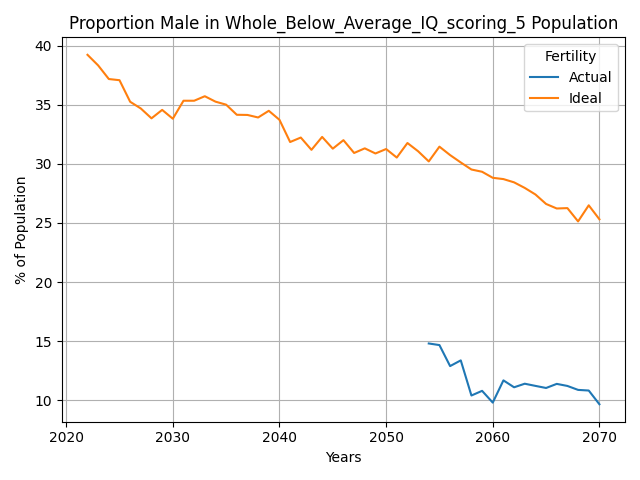 Proportion Male in Whole_Below_Average_IQ_scoring_5 Population
% of Population
40
35
30
25
20
15
10
Fertility
Actual
Ideal
2020
2030
2040
2050
2060
2070
Years